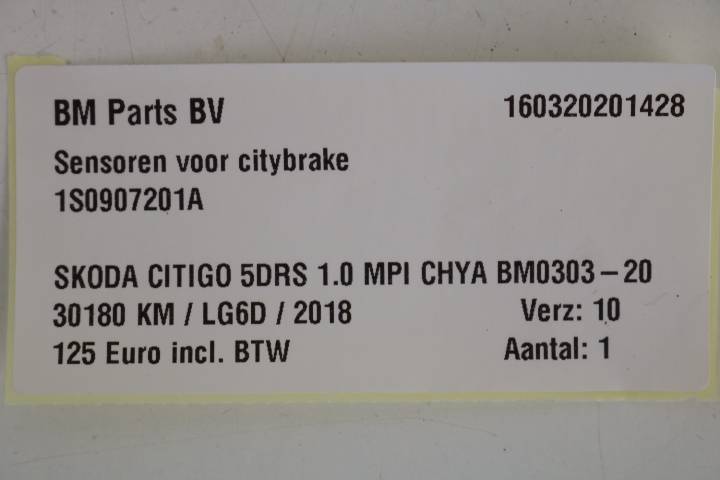 BM Parts BV 160320201428
Sensoren voor citybrake
1S0907201A
SKODA CITIGO 5DRS 1.0 MPI CHYA BM0303-20
30180 KM / LG6D / 2018 Verz: 10
125 Euro incl. BTW Aantal: 1